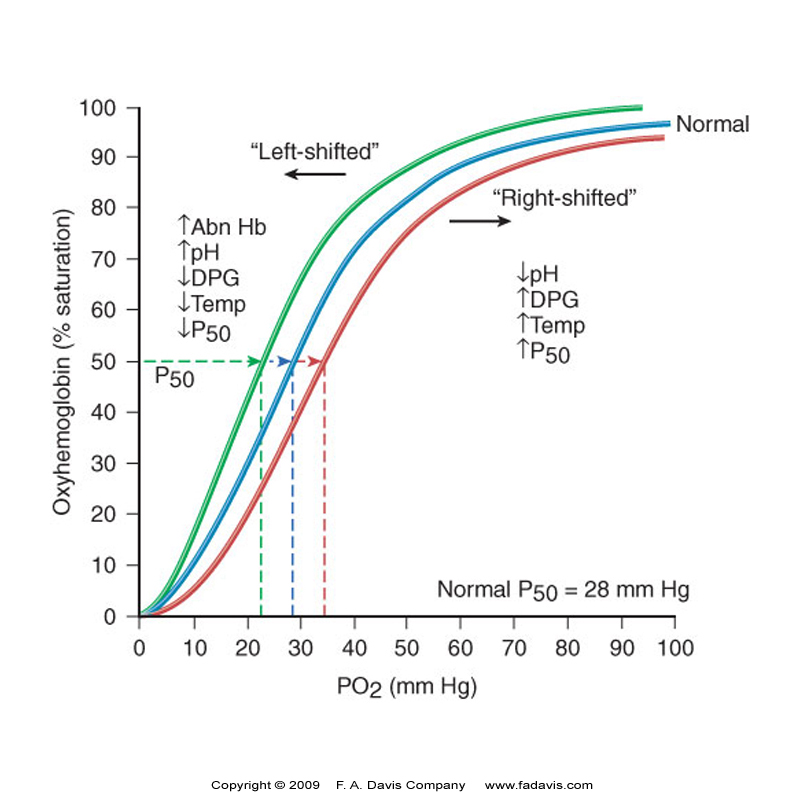 100
90
80
70
60
50
40
30
20
10
0
Oxyhemoglobin (% saturation)
“Left-shifted”
↑Abn Hb
↑pH
↓DPG
↓Temp
↓P50
P50
Normal
“Right-shifted”
↓pH
↑DPG
↑Temp
↑P50
Normal P50 = 28 mm Hg
0 10 20 30 40 50 60 70 80 90 100
PO2 (mm Hg)
Copyright © 2009 F. A. Davis Company www.fadavis.com